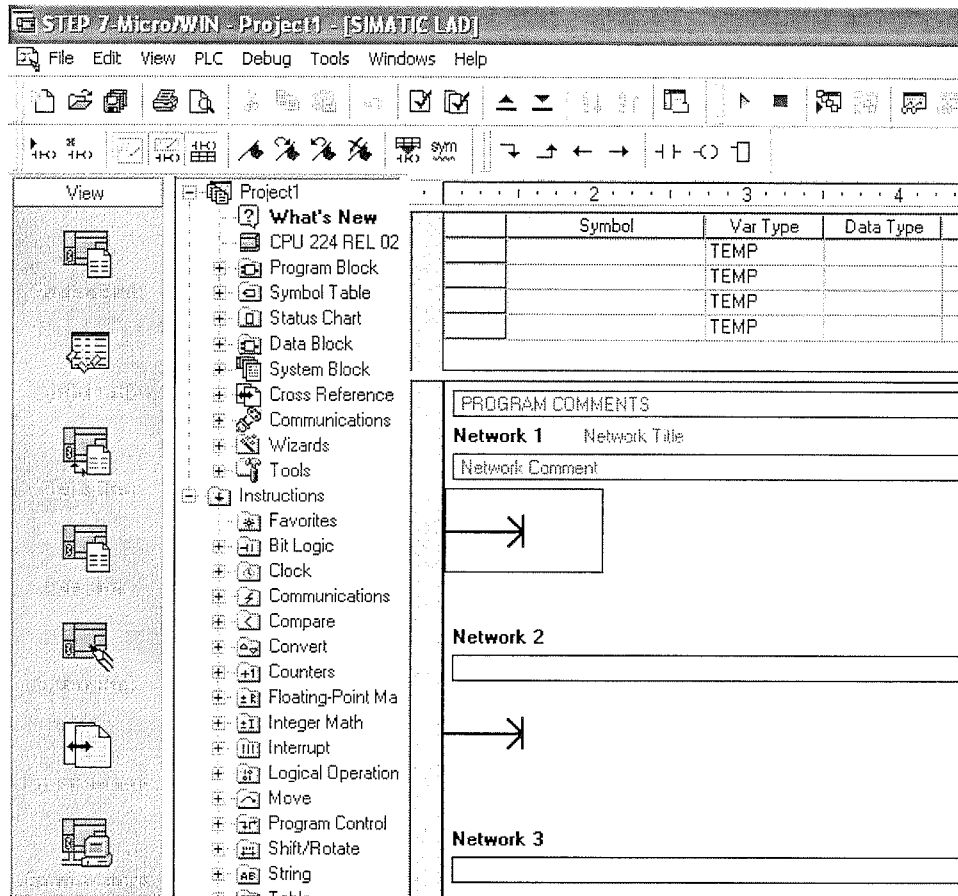 STEP 7-Micro/WIN - Project1 - [SIMATIC LAD]
File Edit View PLC Debug Tools Windows Help
sym
View
Project1
What's New
CPU 224 REL 02
Program Block
Symbol Table
Status Chart
Data Block
System Block
Cross Reference
Communications
Wizards
Tools
Instructions
Favorites
Bit Logic
Clock
Communications
Compare
Convert
Counters
Floating-Point Ma
Integer Math
Interrupt
Logical Operation
Move
Program Control
Shift/Rotate
String
2 3 4
Symbol Var Type Data Type
TEMP
TEMP
TEMP
TEMP
PROGRAM COMMENTS
Network 1 Network Title
Network Comment
Network 2
Network 3